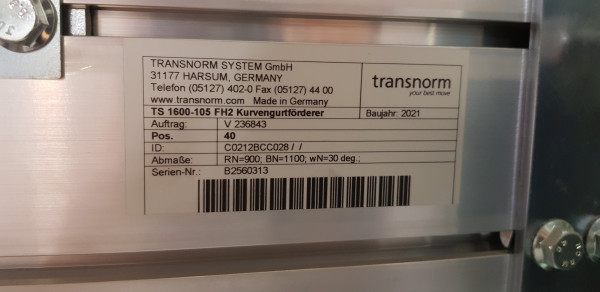 TRANSNORM SYSTEM GmbH
31177 HARSUM, GERMANY
Telefon (05127) 402-0 Fax (05127) 44 00
www.transnorm.com Made in Germany
transnorm
your best move
TS 1600-105 FH2 Kurvengutförderer Baujahr: 2021
Auftrag: V 236843
Pos. 40
ID: C0212BCC028 / /
Abmaße: RN=900; BN=1100; wN=30 deg.;
Serien-Nr.: B2560313